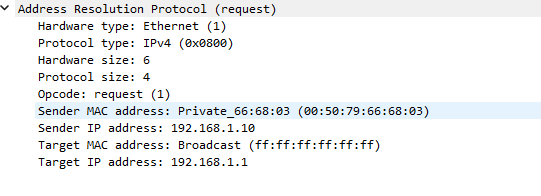 Address Resolution Protocol (request)
Hardware type: Ethernet (1)
Protocol type: IPv4 (0x0800)
Hardware size: 6
Protocol size: 4
Opcode: request (1)
Sender MAC address: Private_66:68:03 (00:50:79:66:68:03)
Sender IP address: 192.168.1.10
Target MAC address: Broadcast (ff:ff:ff:ff:ff:ff)
Target IP address: 192.168.1.1